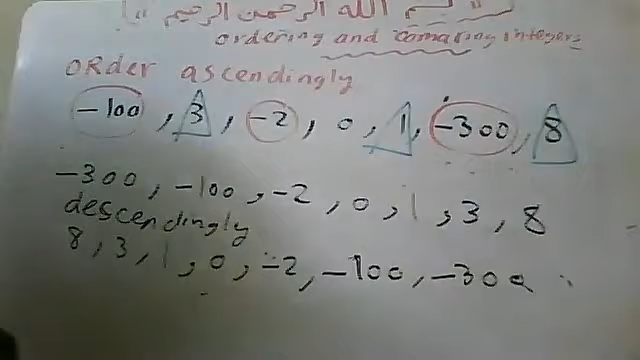 بسم الله الرحمن الرحيم
ordering and comaring integers
ORder ascendingly
-100 , 3 , -2 , 0 , 1 , -300 , 8
-300 , -100 , -2 , 0 , 1 , 3 , 8
descendingly
8 , 3 , 1 , 0 , -2 , -100 , -300